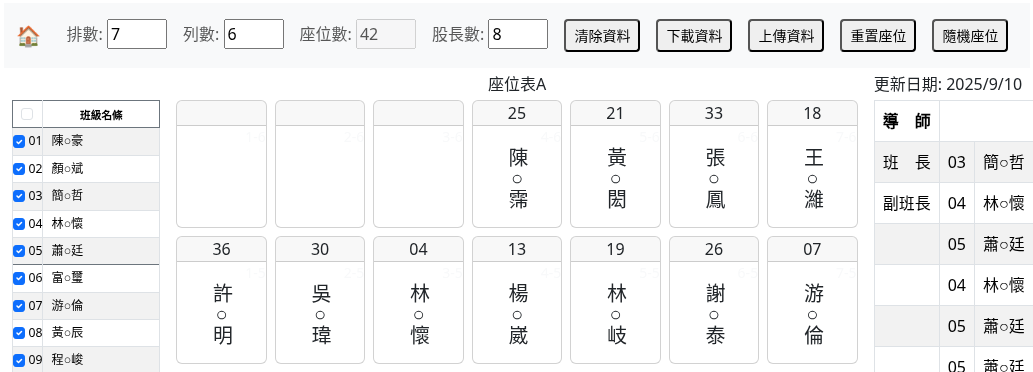 排數: 7 列數: 6 座位數: 42 股長數: 8 清除資料 下載資料 上傳資料 重置座位 隨機座位
座位表A
更新日期: 2025/9/10
班級名條
01 陳○豪
02 顏○斌
03 簡○哲
04 林○懷
05 蕭○廷
06 富○璽
07 游○倫
08 黃○辰
09 程○峻
25 21 33 18
陳○霈 黃○閎 張○鳳 王○濰
36 30 04 13 19 26 07
許○明 吳○瑋 林○懷 楊○崴 林○岐 謝○泰 游○倫
導 師
班 長 03 簡○哲
副班長 04 林○懷
05 蕭○廷
04 林○懷
05 蕭○廷
05 蕭○廷